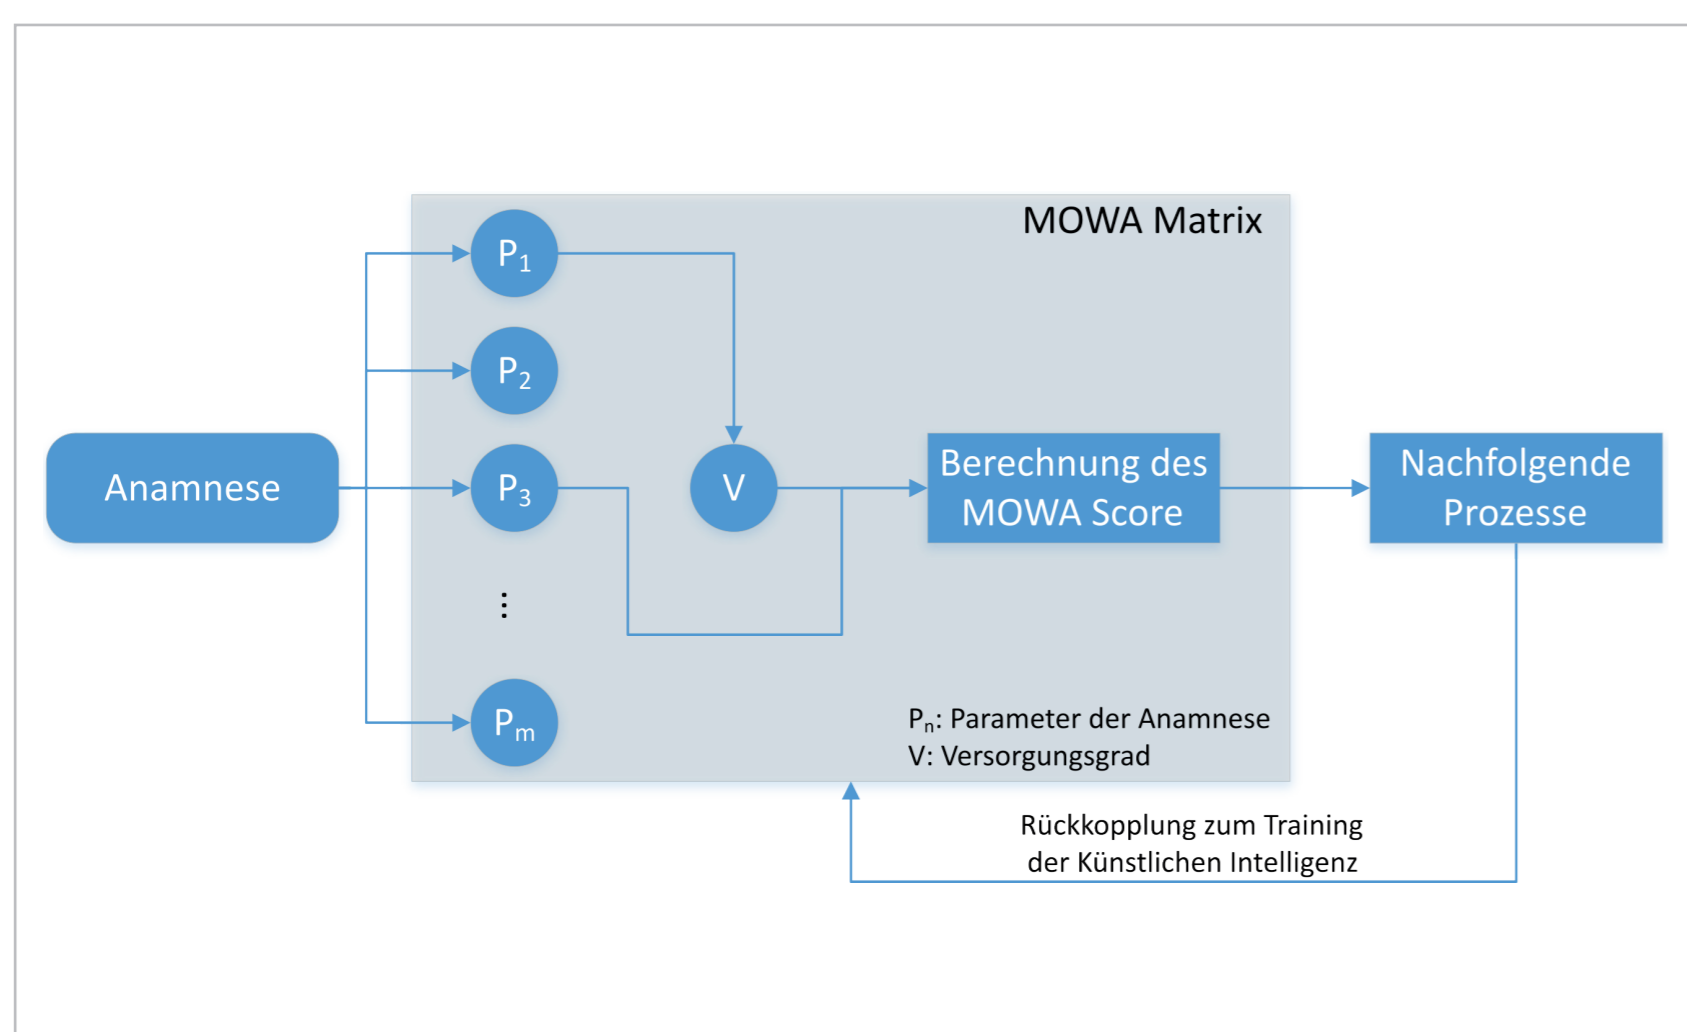 MOWA Matrix
P₁
P₂
Anamnese
P₃
V
Berechnung des
MOWA Score
Nachfolgende
Prozesse
⋮
Pₘ
Pₙ: Parameter der Anamnese
V: Versorgungsgrad
Rückkopplung zum Training
der Künstlichen Intelligenz